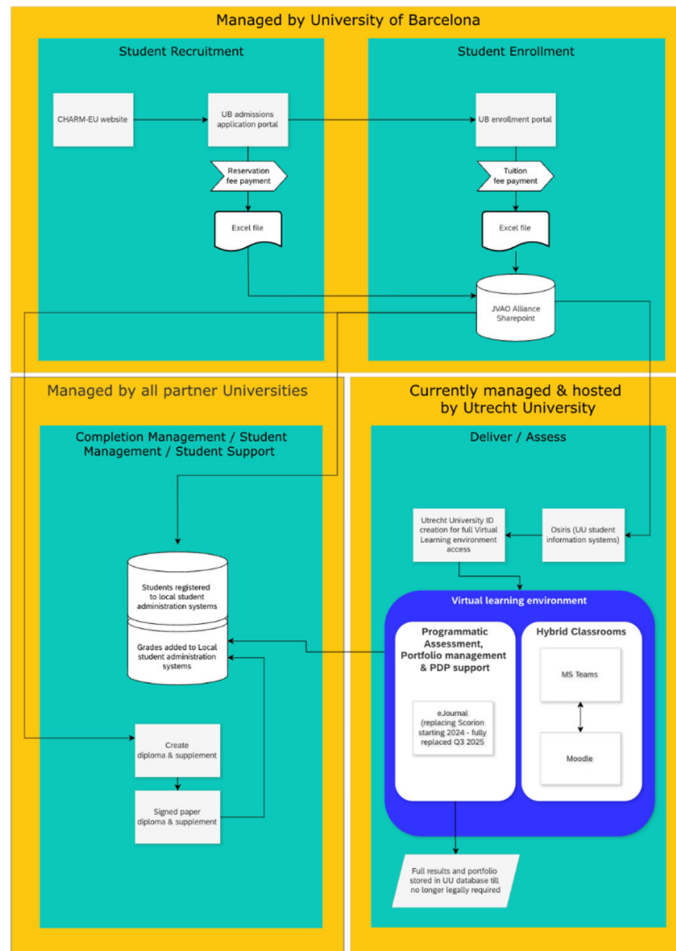 Managed by University of Barcelona
Student Recruitment
Student Enrollment
CHARM-EU website
UB admissions
application portal
UB enrollment portal
Reservation
fee payment
Tuition
fee payment
Excel file
Excel file
JVAO Alliance
Sharepoint
Managed by all partner Universities
Completion Management / Student
Management / Student Support
Students registered
to local student
administration systems
Grades added to Local
student administration
systems
Create
diploma & supplement
Signed paper
diploma & supplement
Currently managed & hosted
by Utrecht University
Deliver / Assess
Utrecht University ID
creation for full Virtual
Learning environment
access
Osiris (UU student
information systems)
Virtual learning environment
Programmatic
Assessment,
Portfolio management
& PDP support
eJournal
(replacing Scorion
starting 2024 - fully
replaced Q3 2025
Hybrid Classrooms
MS Teams
Moodle
Full results and portfolio
stored in UU database till
no longer legally required